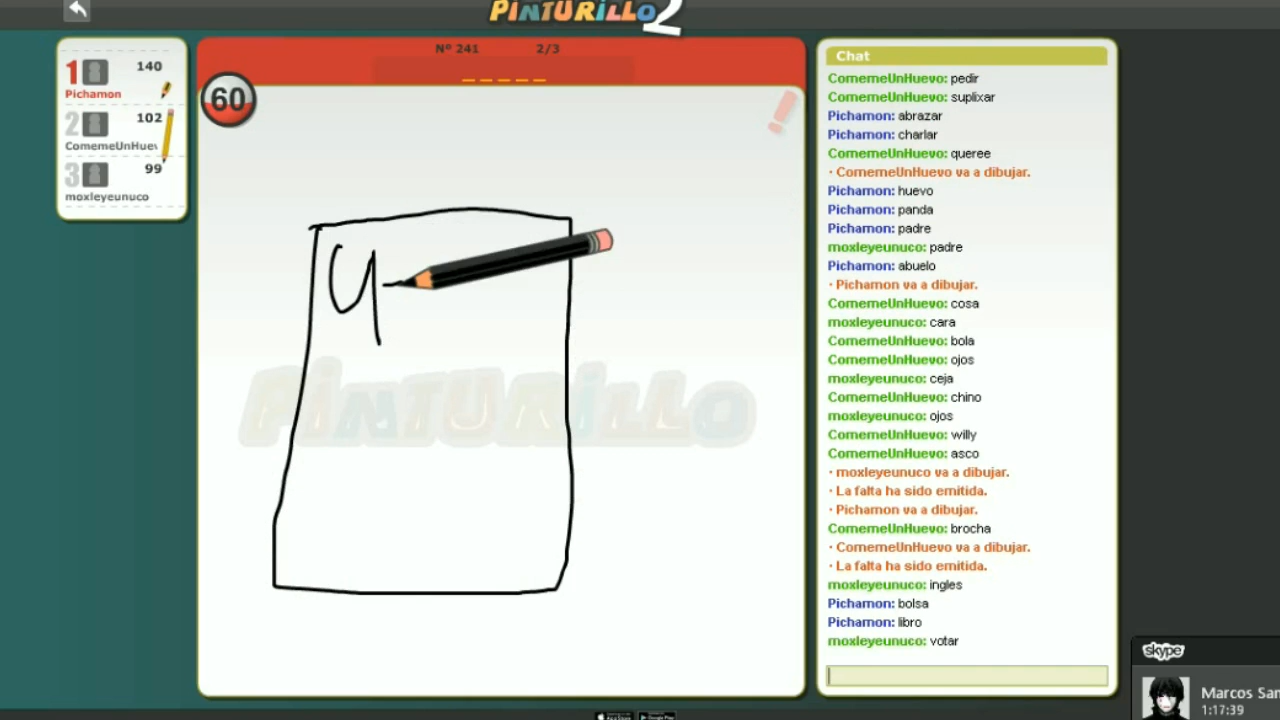 PINTURILLO 2
Nº 241 2/3
60
1 140
Pichamon
2 102
ComemeUnHuev
3 99
moxleyeunuco
PINTURILLO
Chat
ComemeUnHuevo: pedir
ComemeUnHuevo: suplixar
Pichamon: abrazar
Pichamon: charlar
ComemeUnHuevo: queree
· ComemeUnHuevo va a dibujar.
Pichamon: huevo
Pichamon: panda
Pichamon: padre
moxleyeunuco: padre
Pichamon: abuelo
· Pichamon va a dibujar.
ComemeUnHuevo: cosa
moxleyeunuco: cara
ComemeUnHuevo: bola
ComemeUnHuevo: ojos
moxleyeunuco: ceja
ComemeUnHuevo: chino
moxleyeunuco: ojos
ComemeUnHuevo: willy
ComemeUnHuevo: asco
· moxleyeunuco va a dibujar.
· La falta ha sido emitida.
· Pichamon va a dibujar.
ComemeUnHuevo: brocha
· ComemeUnHuevo va a dibujar.
· La falta ha sido emitida.
moxleyeunuco: ingles
Pichamon: bolsa
Pichamon: libro
moxleyeunuco: votar
skype
Marcos San
1:17:39